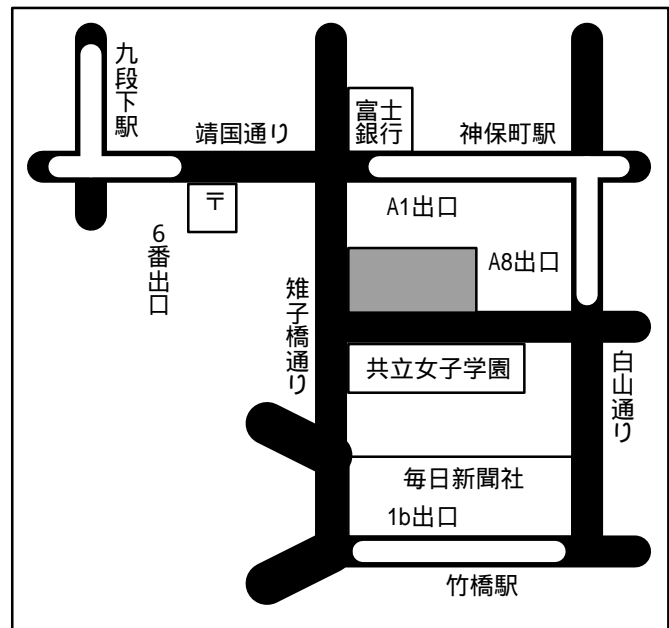 九段下駅
靖国通り
富士
銀行
神保町駅
〒
A1出口
6番出口
A8出口
雉子橋通り
共立女子学園
白山通り
毎日新聞社
1b出口
竹橋駅